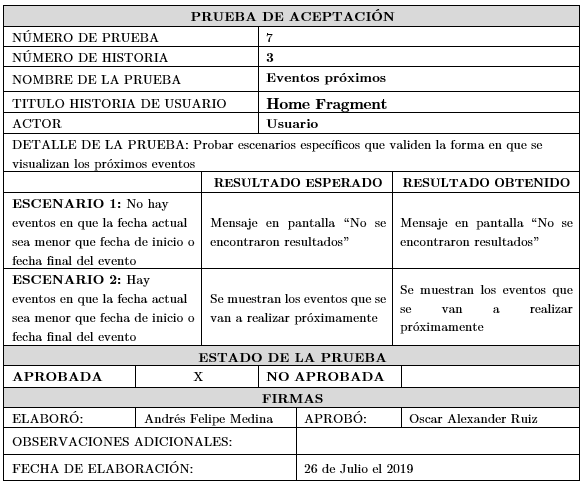 PRUEBA DE ACEPTACIÓN
NÚMERO DE PRUEBA 7
NÚMERO DE HISTORIA 3
NOMBRE DE LA PRUEBA Eventos próximos
TITULO HISTORIA DE USUARIO Home Fragment
ACTOR Usuario
DETALLE DE LA PRUEBA: Probar escenarios específicos que validen la forma en que se
visualizan los próximos eventos
RESULTADO ESPERADO RESULTADO OBTENIDO
ESCENARIO 1: No hay
eventos en que la fecha actual
sea menor que fecha de inicio o
fecha final del evento
Mensaje en pantalla “No se
encontraron resultados”
Mensaje en pantalla “No se
encontraron resultados”
ESCENARIO 2: Hay
eventos en que la fecha actual
sea menor que fecha de inicio o
fecha final del evento
Se muestran los eventos que se
van a realizar próximamente
Se muestran los eventos que
se van a realizar
próximamente
ESTADO DE LA PRUEBA
APROBADA X NO APROBADA
FIRMAS
ELABORÓ: Andrés Felipe Medina APROBÓ: Oscar Alexander Ruiz
OBSERVACIONES ADICIONALES:
FECHA DE ELABORACIÓN: 26 de Julio el 2019